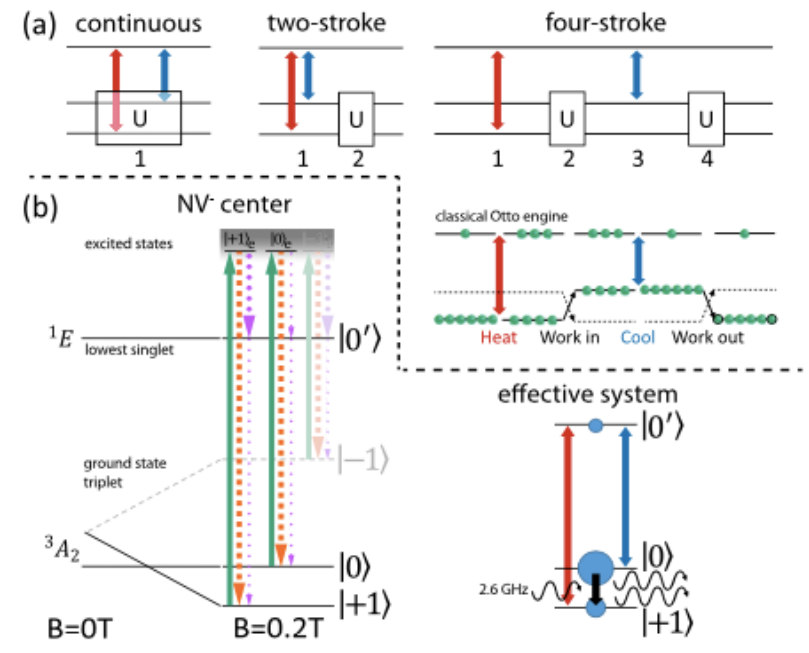 (a) continuous two-stroke four-stroke
U U U U
1 1 2 1 2 3 4
(b) NV- center
classical Otto engine
excited states |+1⟩e |0⟩e
Heat Work in Cool Work out
¹E |0'⟩
lowest singlet
effective system
|0'⟩
ground state
triplet
|−1⟩
³A₂ |0⟩
|+1⟩
|0⟩
2.6 GHz
|+1⟩
B=0T B=0.2T